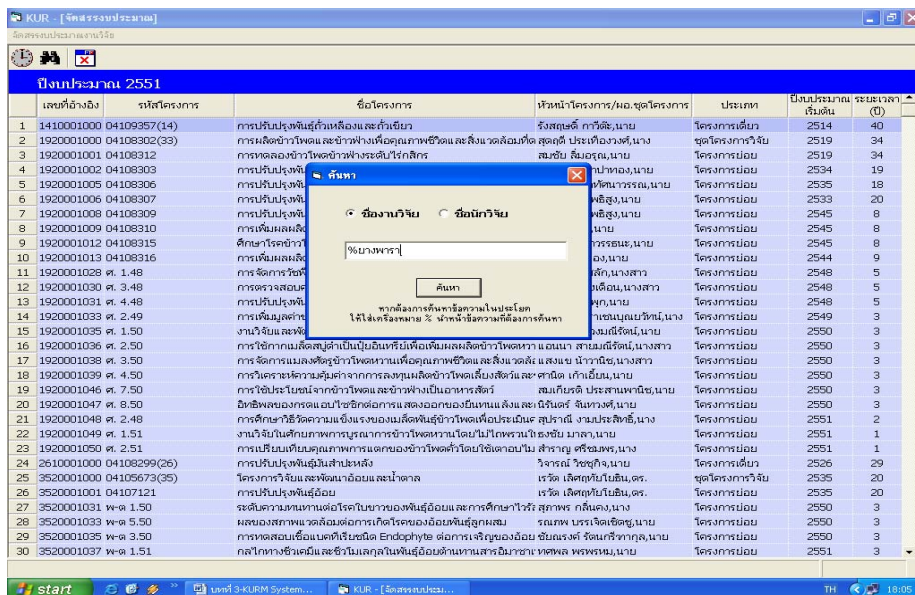 KUR - [จัดสรรงบประมาณ]
จัดสรรงบประมาณงานวิจัย
ปีงบประมาณ 2551
เลขที่อ้างอิง รหัสโครงการ ชื่อโครงการ หัวหน้าโครงการ/ผอ.ชุดโครงการ ประเภท ปีงบประมาณเริ่มต้น ระยะเวลา (ปี)
1 1410001000 04109357(14) การปรับปรุงพันธุ์ถั่วเหลืองและถั่วเขียว รังสฤษดิ์ กาวีต๊ะ,นาย โครงการเดี่ยว 2514 40
2 1920001000 04108302(33) การผลิตข้าวโพดและข้าวฟ่างเพื่อคุณภาพชีวิตและสิ่งแวดล้อมที่ดี สุดฤดี ประเทืองวงศ์,นาง ชุดโครงการวิจัย 2519 34
3 1920001001 04108312 การทดลองข้าวโพดข้าวฟ่างระดับไร่กสิกร สมชัย ลิ่มอรุณ,นาย โครงการย่อย 2519 34
4 1920001002 04108303 การปรับปรุงพัน ปาทอง,นาย โครงการย่อย 2534 19
5 1920001005 04108306 การปรับปรุงพัน ทัศนาวรรณ,นาย โครงการย่อย 2535 18
6 1920001006 04108307 การปรับปรุงพัน พธิสูง,นาย โครงการย่อย 2533 20
7 1920001008 04108309 การปรับปรุงพัน พธิสูง,นาย โครงการย่อย 2545 8
8 1920001009 04108310 การเพิ่มผลผลิ ,นาย โครงการย่อย 2545 8
9 1920001012 04108315 ศึกษาโรคข้าวโ วรรธนะ,นาย โครงการย่อย 2545 8
10 1920001013 04108316 การเพิ่มผลผลิ อง,นาย โครงการย่อย 2544 9
11 1920001028 ศ. 1.48 การจัดการวัชพื ลัก,นางสาว โครงการย่อย 2548 5
12 1920001030 ศ. 3.48 การตรวจสอบค เดือน,นางสาว โครงการย่อย 2548 5
13 1920001031 ศ. 4.48 การปรับปรุงพัน พุก,นาย โครงการย่อย 2548 5
14 1920001033 ศ. 2.49 การเพิ่มมูลค่าข ราเชนบุณยวัทน์,นาง โครงการย่อย 2549 3
15 1920001035 ศ. 1.50 งานวิจัยและพัฒ มณีรัตน์,นาย โครงการย่อย 2550 3
16 1920001036 ศ. 2.50 การใช้กากเมล็ดสบู่ดำเป็นปุ๋ยอินทรีย์เพื่อเพิ่มผลผลิตข้าวโพดหวา แอนนา สายมณีรัตน์,นางสาว โครงการย่อย 2550 3
17 1920001038 ศ. 3.50 การจัดการแมลงศัตรูข้าวโพดหวานเพื่อคุณภาพชีวิตและสิ่งแวดล้อ แสงแข น้าวานิช,นางสาว โครงการย่อย 2550 3
18 1920001039 ศ. 4.50 การวิเคราะห์ความคุ้มค่าจากการลงทุนผลิตข้าวโพดเลี้ยงสัตว์และ ศานิต เก้าเอี้ยน,นาย โครงการย่อย 2550 3
19 1920001046 ศ. 7.50 การใช้ประโยชน์จากข้าวโพดและข้าวฟ่างเป็นอาหารสัตว์ สมเกียรติ ประสานพานิช,นาย โครงการย่อย 2550 3
20 1920001047 ศ. 8.50 อิทธิพลของกรดแอบไซซิกต่อการแสดงออกของยีนทนแล้งและ นิรันดร์ จันทวงศ์,นาย โครงการย่อย 2550 3
21 1920001048 ศ. 2.48 การศึกษาวิธีวัดความแข็งแรงของเมล็ดพันธุ์ข้าวโพดเพื่อประเมินค สุปราณี งามประสิทธิ์,นาง โครงการย่อย 2551 2
22 1920001049 ศ. 1.51 งานวิจัยในศักยภาพการบูรณาการข้าวโพดหวานโดยไม่ไถพรวนใ ธงชัย มาลา,นาย โครงการย่อย 2551 1
23 1920001050 ศ. 2.51 การเปรียบเทียบคุณภาพการแตกของข้าวโพดคั่วโดยใช้เตาอบไม สำราญ ศรีชมพร,นาง โครงการย่อย 2551 1
24 2610001000 04108299(26) การปรับปรุงพันธุ์มันสำปะหลัง วิจารณ์ วิชชุกิจ,นาย โครงการเดี่ยว 2526 29
25 3520001000 04105673(35) โครงการวิจัยและพัฒนาอ้อยและน้ำตาล เรวัต เลิศฤทัยโยธิน,ดร. ชุดโครงการวิจัย 2535 20
26 3520001001 04107121 การปรับปรุงพันธุ์อ้อย เรวัต เลิศฤทัยโยธิน,ดร. โครงการย่อย 2535 20
27 3520001031 พ-ด 1.50 ระดับความทนทานต่อโรคใบขาวของพันธุ์อ้อยและการศึกษาไวรั สุภาพร กลิ่นคง,นาง โครงการย่อย 2550 3
28 3520001033 พ-ด 5.50 ผลของสภาพแวดล้อมต่อการเกิดโรคของอ้อยพันธุ์ลูกผสม รณภพ บรรเจิดเชิดชู,นาย โครงการย่อย 2550 3
29 3520001035 พ-ด 3.50 การทดสอบเชื้อแบคทีเรียชนิด Endophyte ต่อการเจริญของอ้อย ชัยณรงค์ รัตนกรีฑากุล,นาย โครงการย่อย 2550 3
30 3520001037 พ-ด 1.51 กลไกทางชีวเคมีและชีวโมเลกุลในพันธุ์อ้อยต้านทานสารอิมาซาเ ทศพล พรพรหม,นาย โครงการย่อย 2551 3
ค้นหา
ชื่องานวิจัย ชื่อนักวิจัย
%ยางพารา
ค้นหา
หากต้องการค้นหาข้อความในประโยค
ให้ใส่เครื่องหมาย % นำหน้าข้อความที่ต้องการค้นหา
start บทที่ 3-KURM System... KUR - [จัดสรรงบประม... TH 18:05